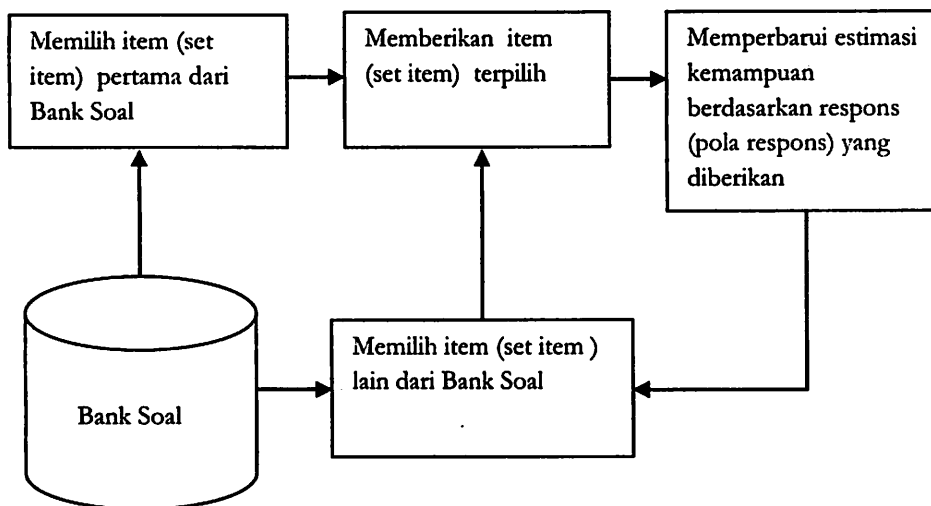 Memilih item (set
item) pertama dari
Bank Soal
Memberikan item
(set item) terpilih
Memperbarui estimasi
kemampuan
berdasarkan respons
(pola respons) yang
diberikan
Bank Soal
Memilih item (set item )
lain dari Bank Soal